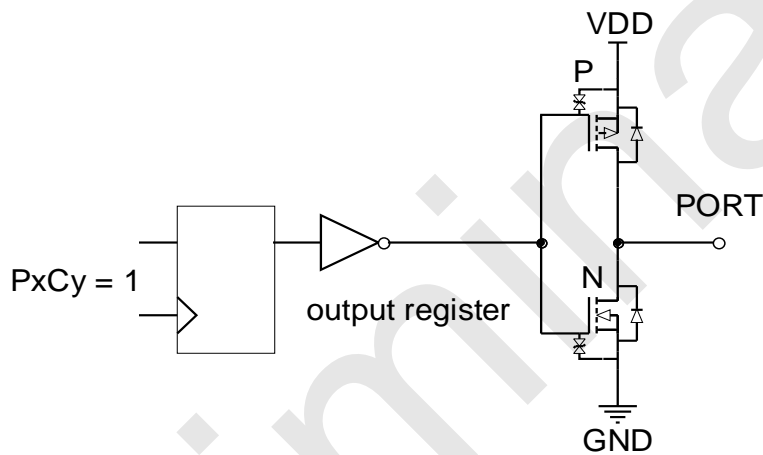 VDD
P
PORT
PxCy = 1
N
output register
GND